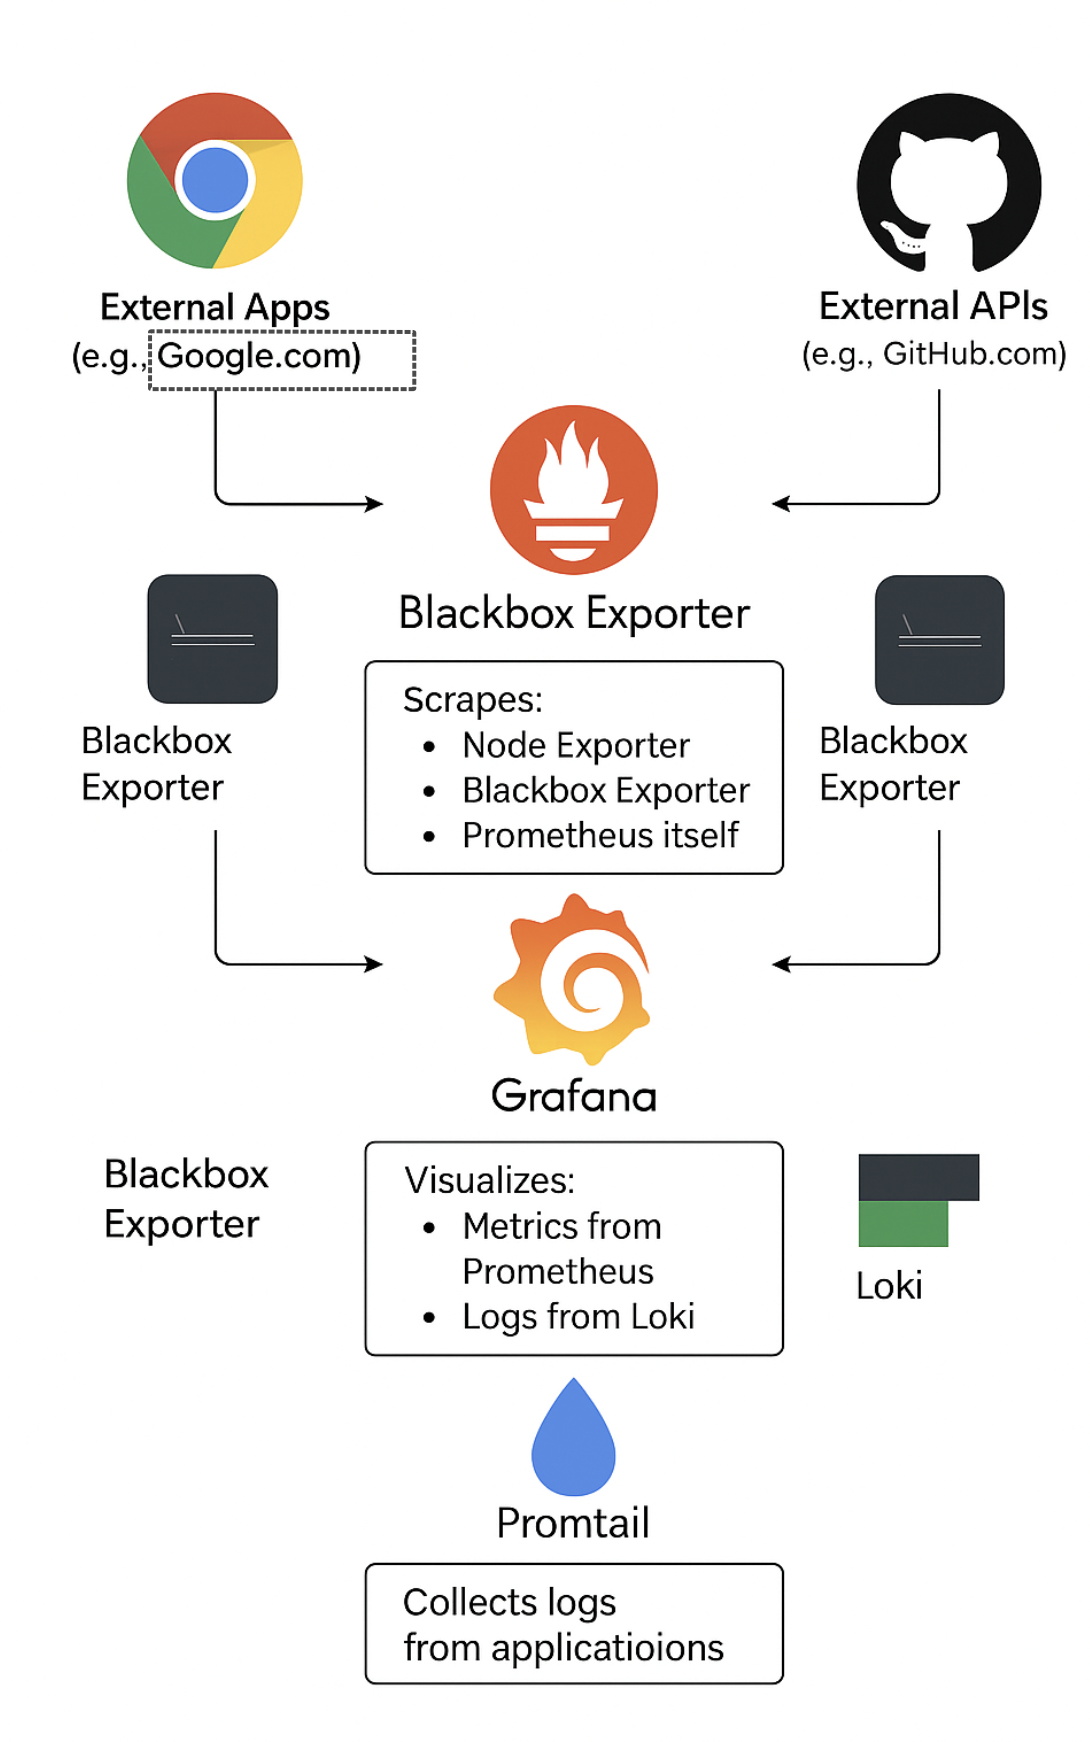 External Apps
(e.g., Google.com)
External APIs
(e.g., GitHub.com)
Blackbox Exporter
Scrapes:
• Node Exporter
• Blackbox Exporter
• Prometheus itself
Blackbox
Exporter
Blackbox
Exporter
Grafana
Blackbox
Exporter
Visualizes:
• Metrics from
Prometheus
• Logs from Loki
Loki
Promtail
Collects logs
from applicatioions